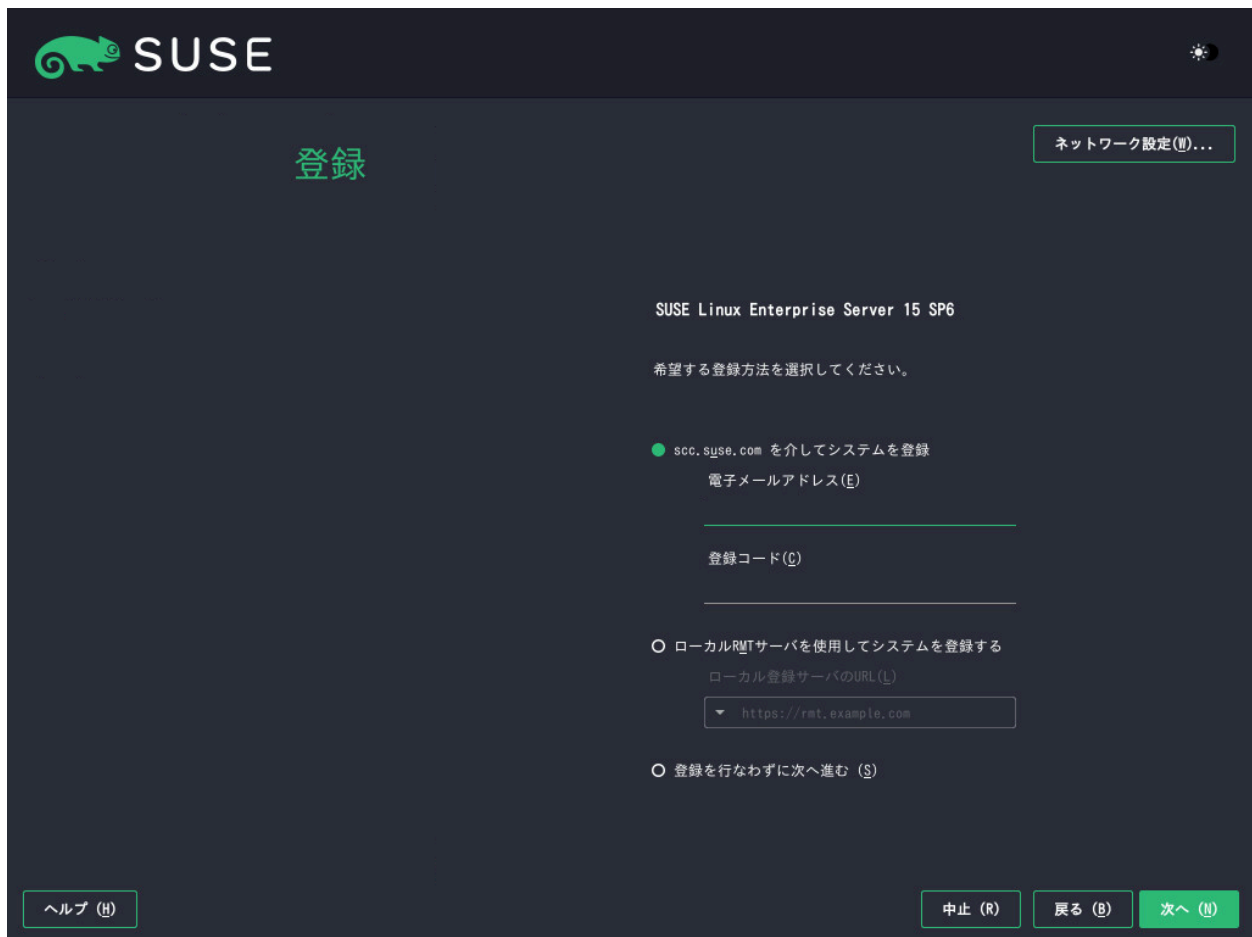 SUSE
ネットワーク設定(W)...
登録
SUSE Linux Enterprise Server 15 SP6
希望する登録方法を選択してください。
scc.suse.com を介してシステムを登録
電子メールアドレス(E)
登録コード(C)
ローカルRMTサーバを使用してシステムを登録する
ローカル登録サーバのURL(L)
https://rmt.example.com
登録を行なわずに次へ進む (S)
ヘルプ (H)
中止 (R)
戻る (B)
次へ (N)